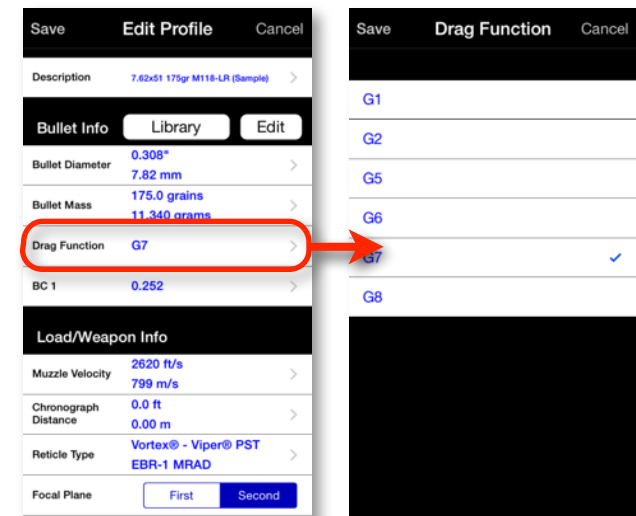 Save Edit Profile Cancel
Description 7.62x51 175gr M118-LR (Sample)
Bullet Info Library Edit
Bullet Diameter 0.308"
7.82 mm
Bullet Mass 175.0 grains
11.340 grams
Drag Function G7
BC 1 0.252
Load/Weapon Info
Muzzle Velocity 2620 ft/s
799 m/s
Chronograph Distance 0.0 ft
0.00 m
Reticle Type Vortex® - Viper® PST
EBR-1 MRAD
Focal Plane First Second
Save Drag Function Cancel
G1
G2
G5
G6
G7
G8